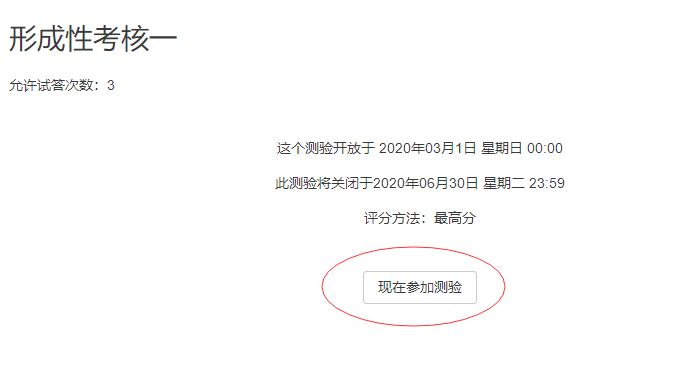 形成性考核一
允许试答次数：3
这个测验开放于 2020年03月1日 星期日 00:00
此测验将关闭于2020年06月30日 星期二 23:59
评分方法：最高分
现在参加测验